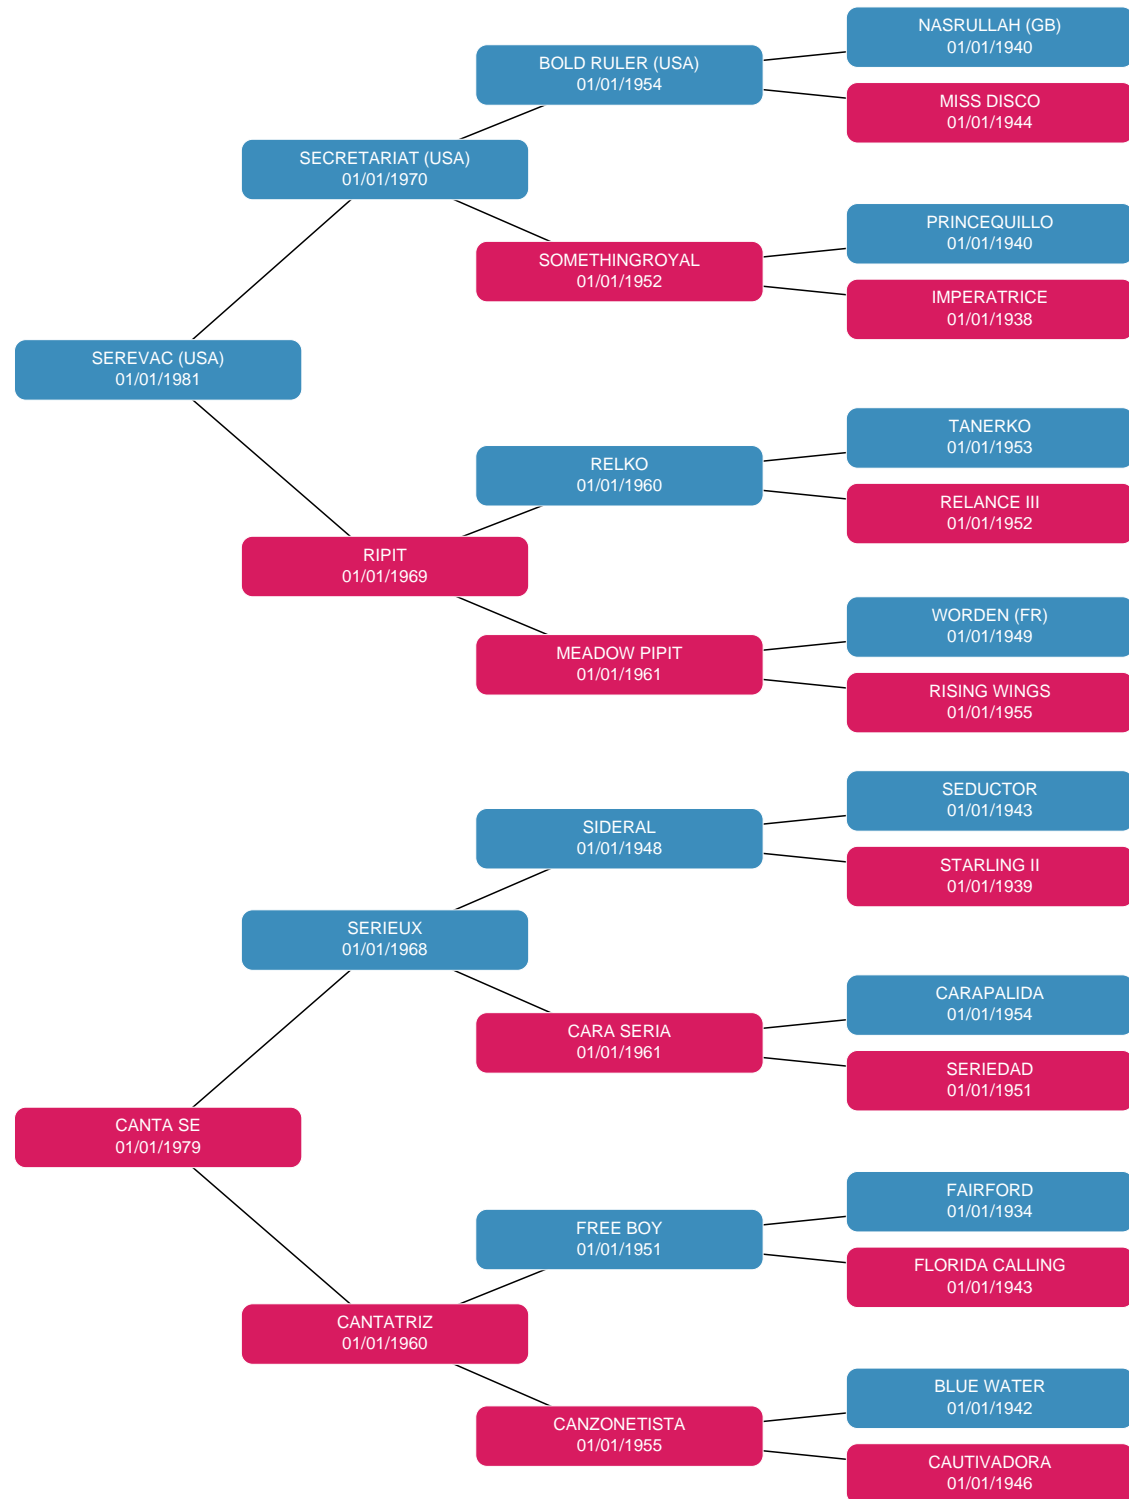 NASRULLAH (GB)
01/01/1940
BOLD RULER (USA)
01/01/1954
MISS DISCO
01/01/1944
SECRETARIAT (USA)
01/01/1970
PRINCEQUILLO
01/01/1940
SOMETHINGROYAL
01/01/1952
IMPERATRICE
01/01/1938
SEREVAC (USA)
01/01/1981
TANERKO
01/01/1953
RELKO
01/01/1960
RELANCE III
01/01/1952
RIPIT
01/01/1969
WORDEN (FR)
01/01/1949
MEADOW PIPIT
01/01/1961
RISING WINGS
01/01/1955
SEDUCTOR
01/01/1943
SIDERAL
01/01/1948
STARLING II
01/01/1939
SERIEUX
01/01/1968
CARAPALIDA
01/01/1954
CARA SERIA
01/01/1961
SERIEDAD
01/01/1951
CANTA SE
01/01/1979
FAIRFORD
01/01/1934
FREE BOY
01/01/1951
FLORIDA CALLING
01/01/1943
CANTATRIZ
01/01/1960
BLUE WATER
01/01/1942
CANZONETISTA
01/01/1955
CAUTIVADORA
01/01/1946